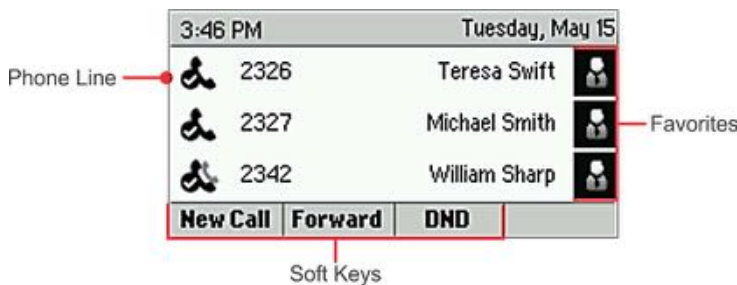 3:46 PM Tuesday, May 15
Phone Line 2326 Teresa Swift
2327 Michael Smith Favorites
2342 William Sharp
New Call Forward DND
Soft Keys